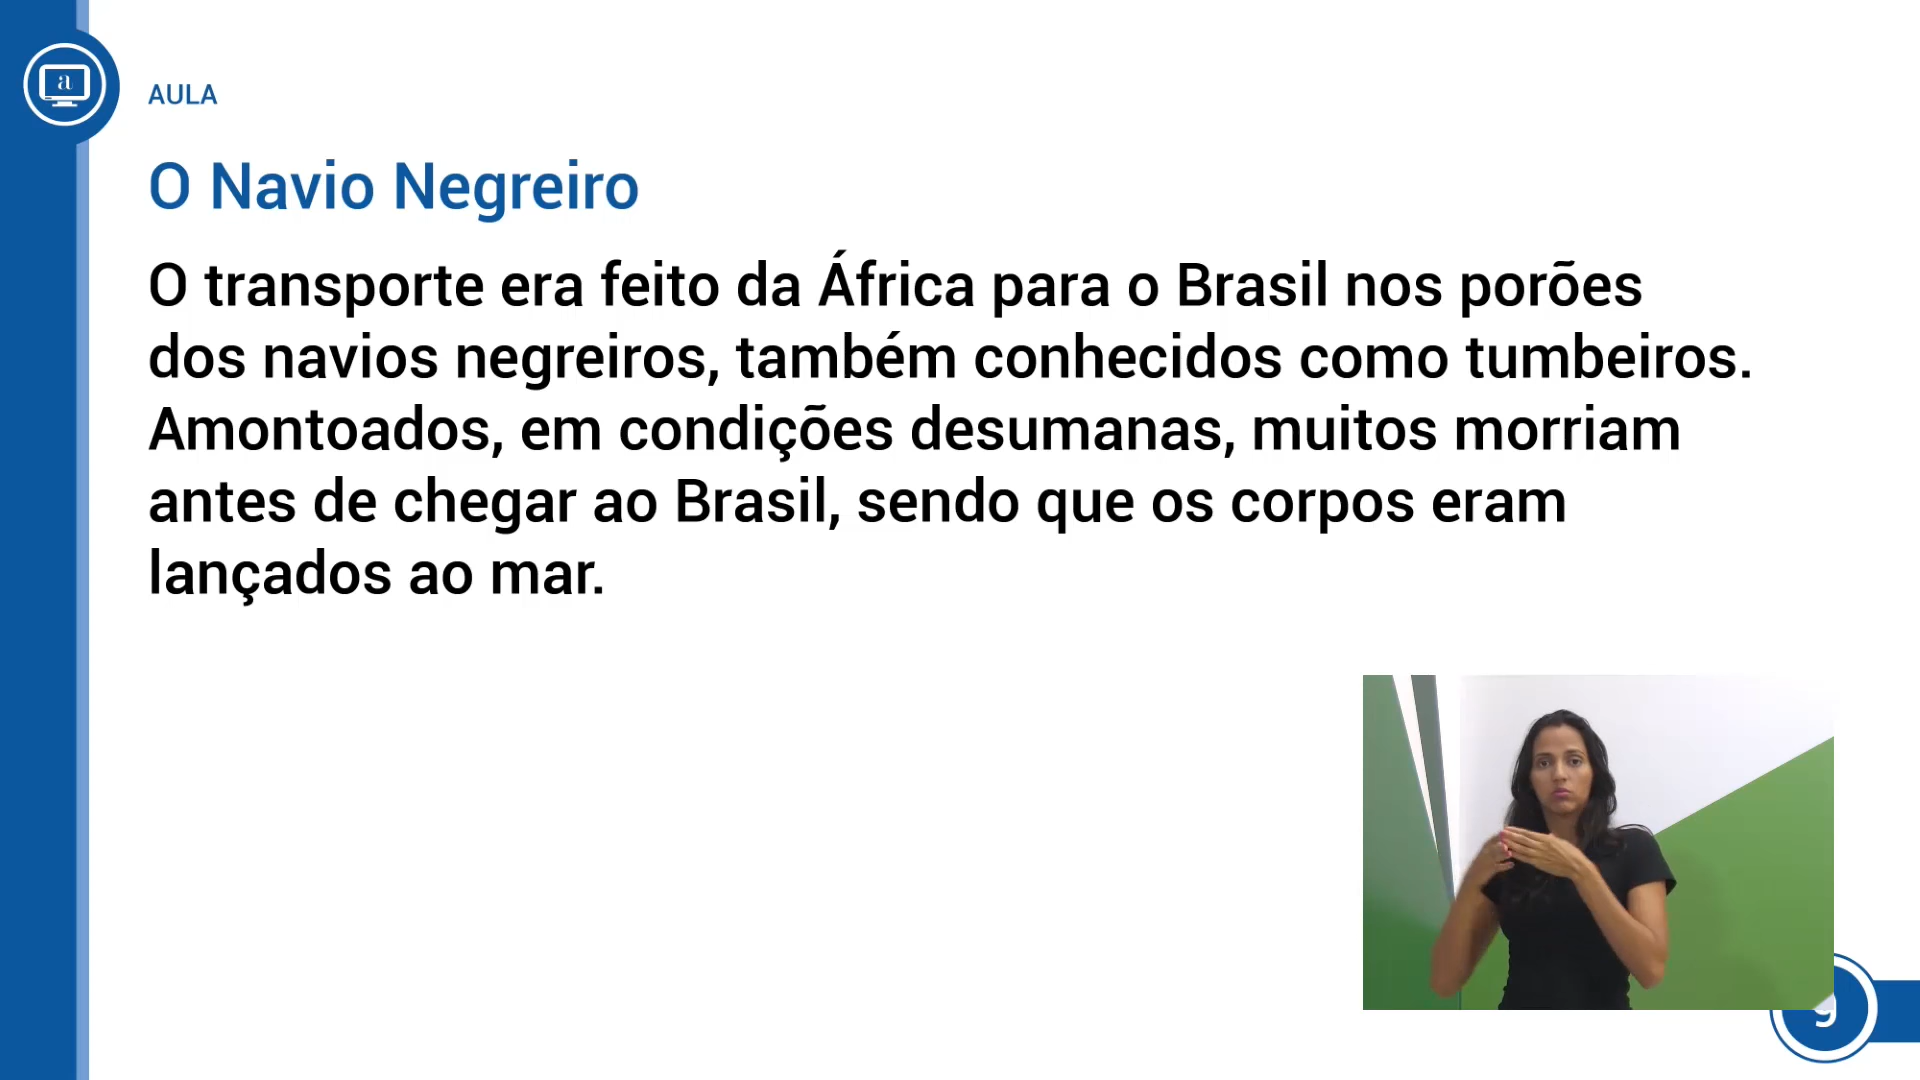 a
AULA
O Navio Negreiro
O transporte era feito da África para o Brasil nos porões
dos navios negreiros, também conhecidos como tumbeiros.
Amontoados, em condições desumanas, muitos morriam
antes de chegar ao Brasil, sendo que os corpos eram
lançados ao mar.
9